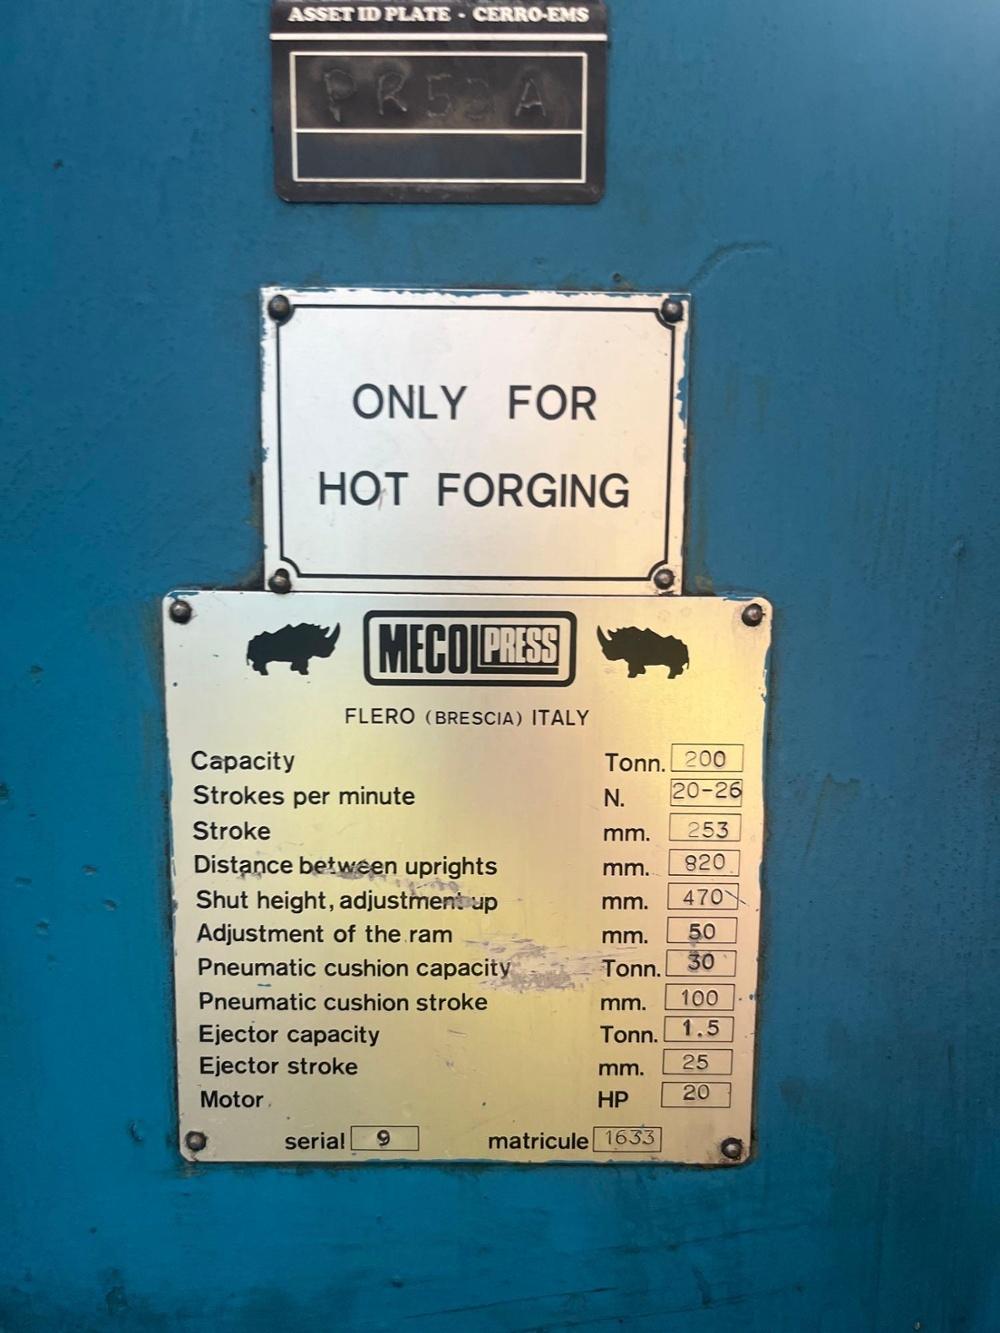 ASSET ID PLATE - CERRO-EMS
PR53A
ONLY FOR
HOT FORGING
MECOLPRESS
FLERO (BRESCIA) ITALY
Capacity Tonn. 200
Strokes per minute N. 20-26
Stroke mm. 253
Distance between uprights mm. 820
Shut height, adjustment up mm. 470
Adjustment of the ram mm. 50
Pneumatic cushion capacity Tonn. 30
Pneumatic cushion stroke mm. 100
Ejector capacity Tonn. 1.5
Ejector stroke mm. 25
Motor HP 20
serial 9 matricule 1633